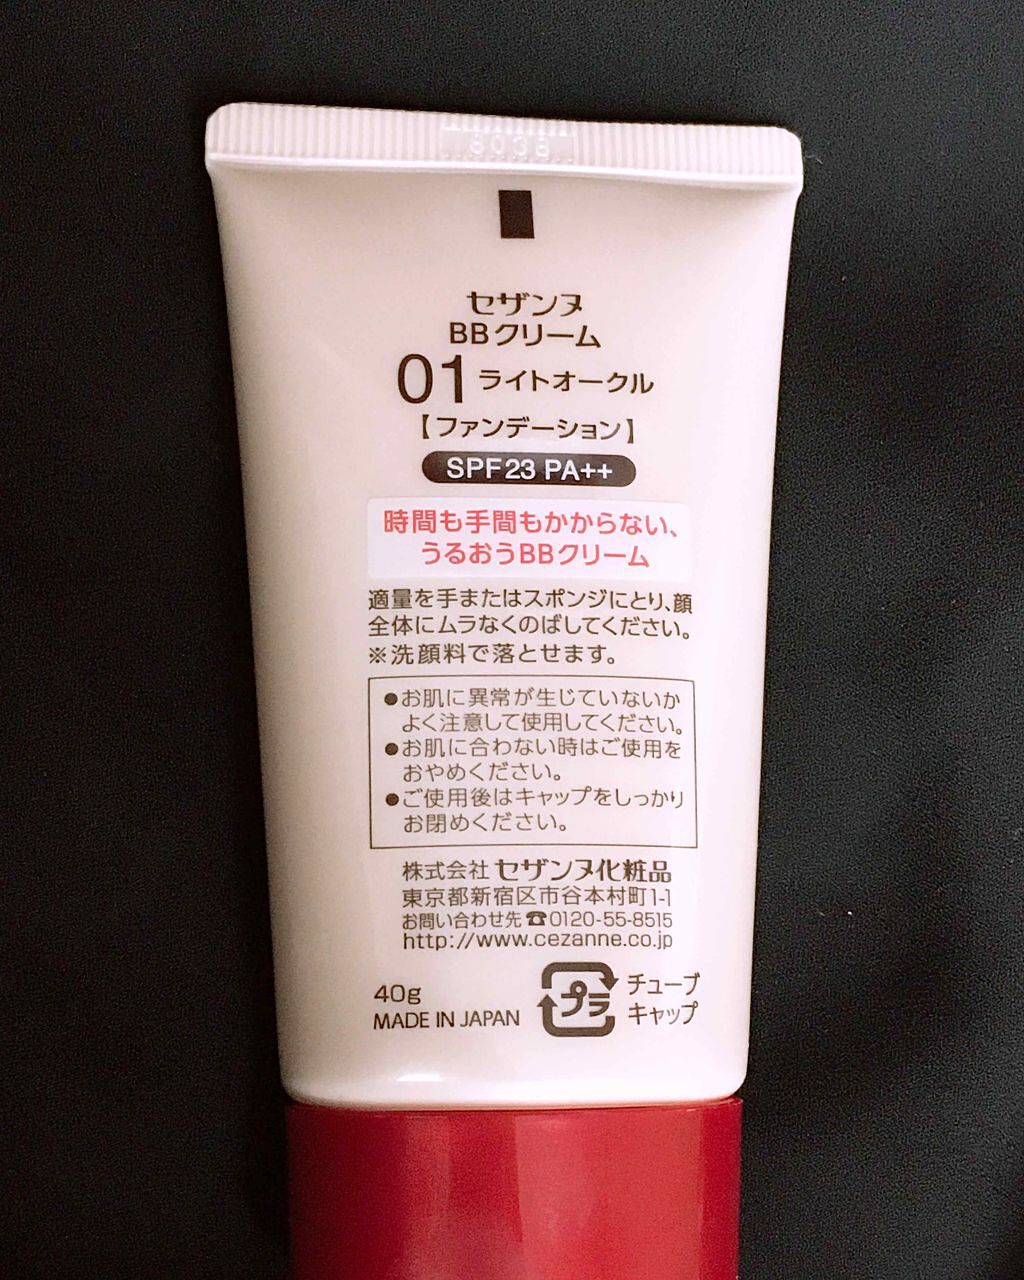 8038
セザンヌ
BBクリーム
01 ライトオークル
【ファンデーション】
SPF23 PA++
時間も手間もかからない、
うるおうBBクリーム
適量を手またはスポンジにとり、顔
全体にムラなくのばしてください。
※洗顔料で落とせます。
●お肌に異常が生じていないか
よく注意して使用してください。
●お肌に合わない時はご使用を
おやめください。
●ご使用後はキャップをしっかり
お閉めください。
株式会社 セザンヌ化粧品
東京都新宿区市谷本村町1-1
お問い合わせ先☎0120-55-8515
http://www.cezanne.co.jp
40g
MADE IN JAPAN
プラ
チューブ
キャップ